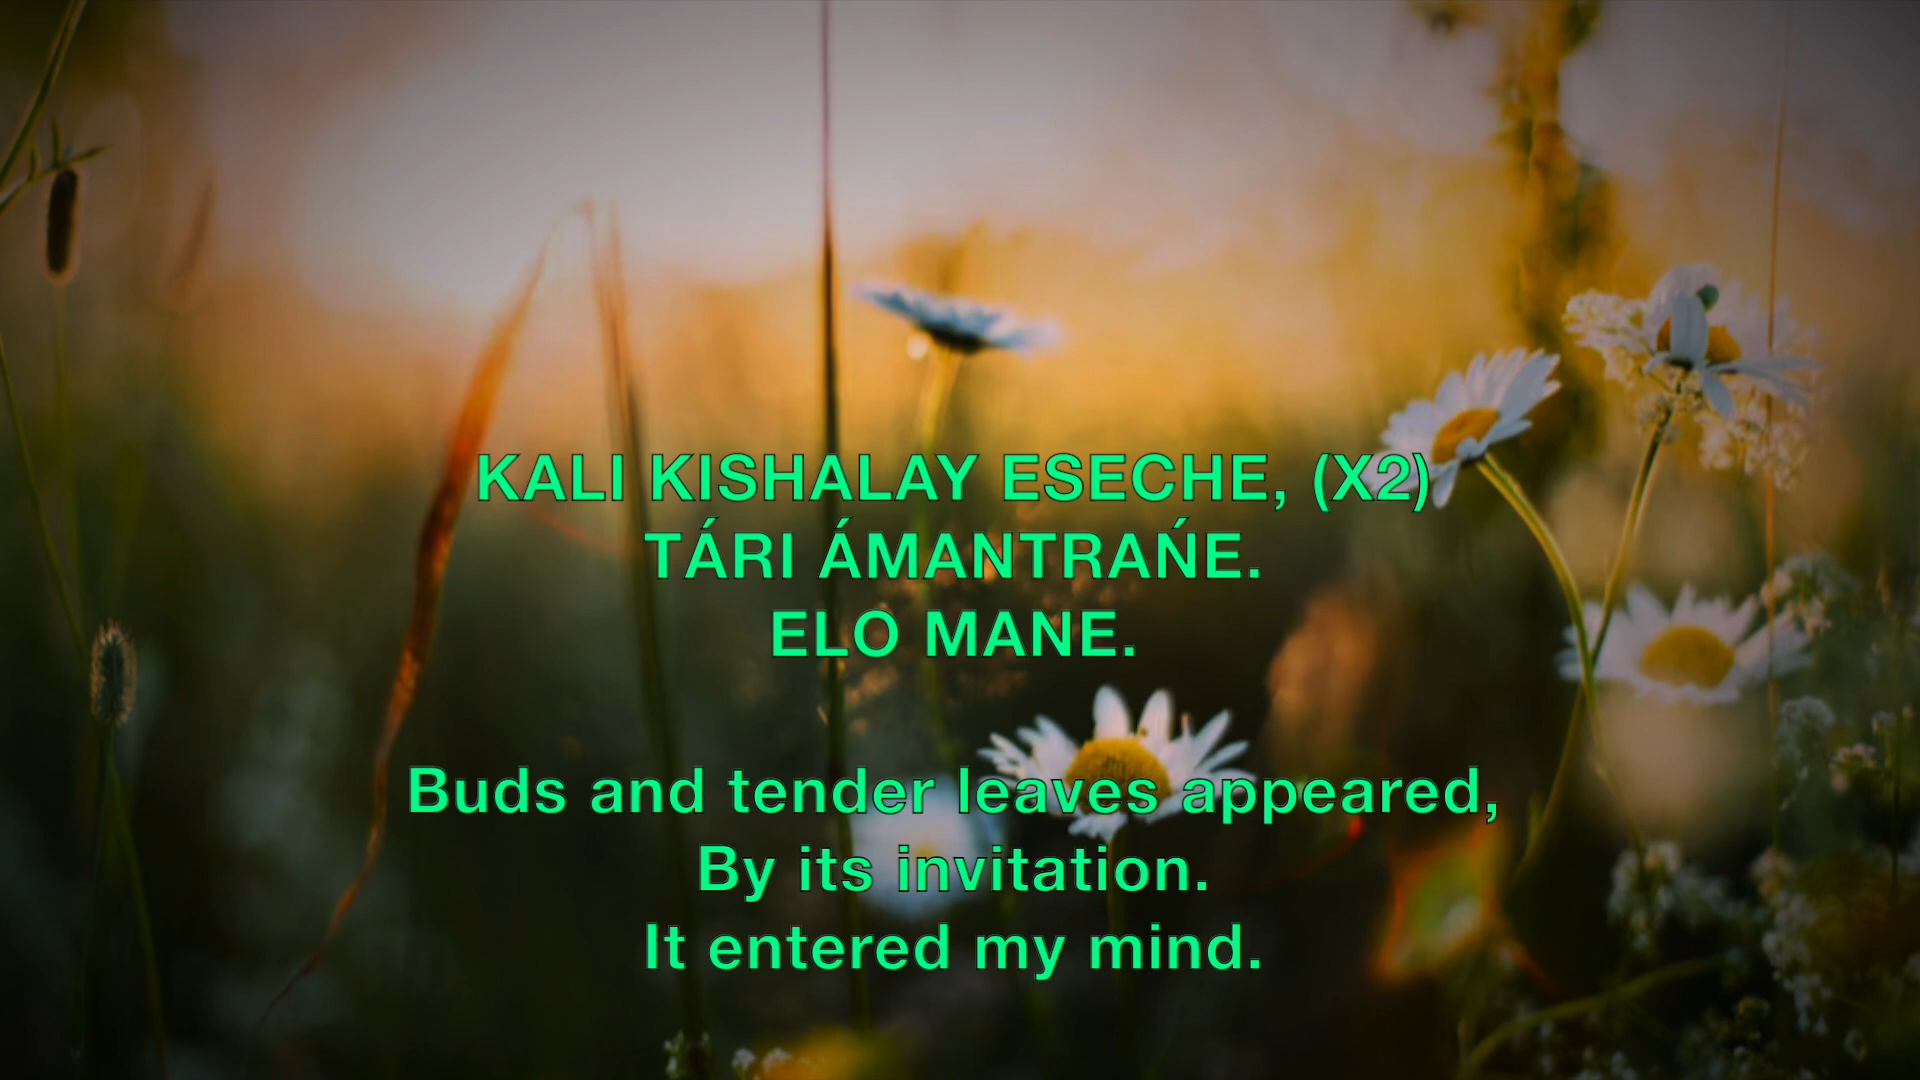 KALI KISHALAY ESECHE, (X2)
TÁRI ÁMANTRAŃE.
ELO MANE.
Buds and tender leaves appeared,
By its invitation.
It entered my mind.